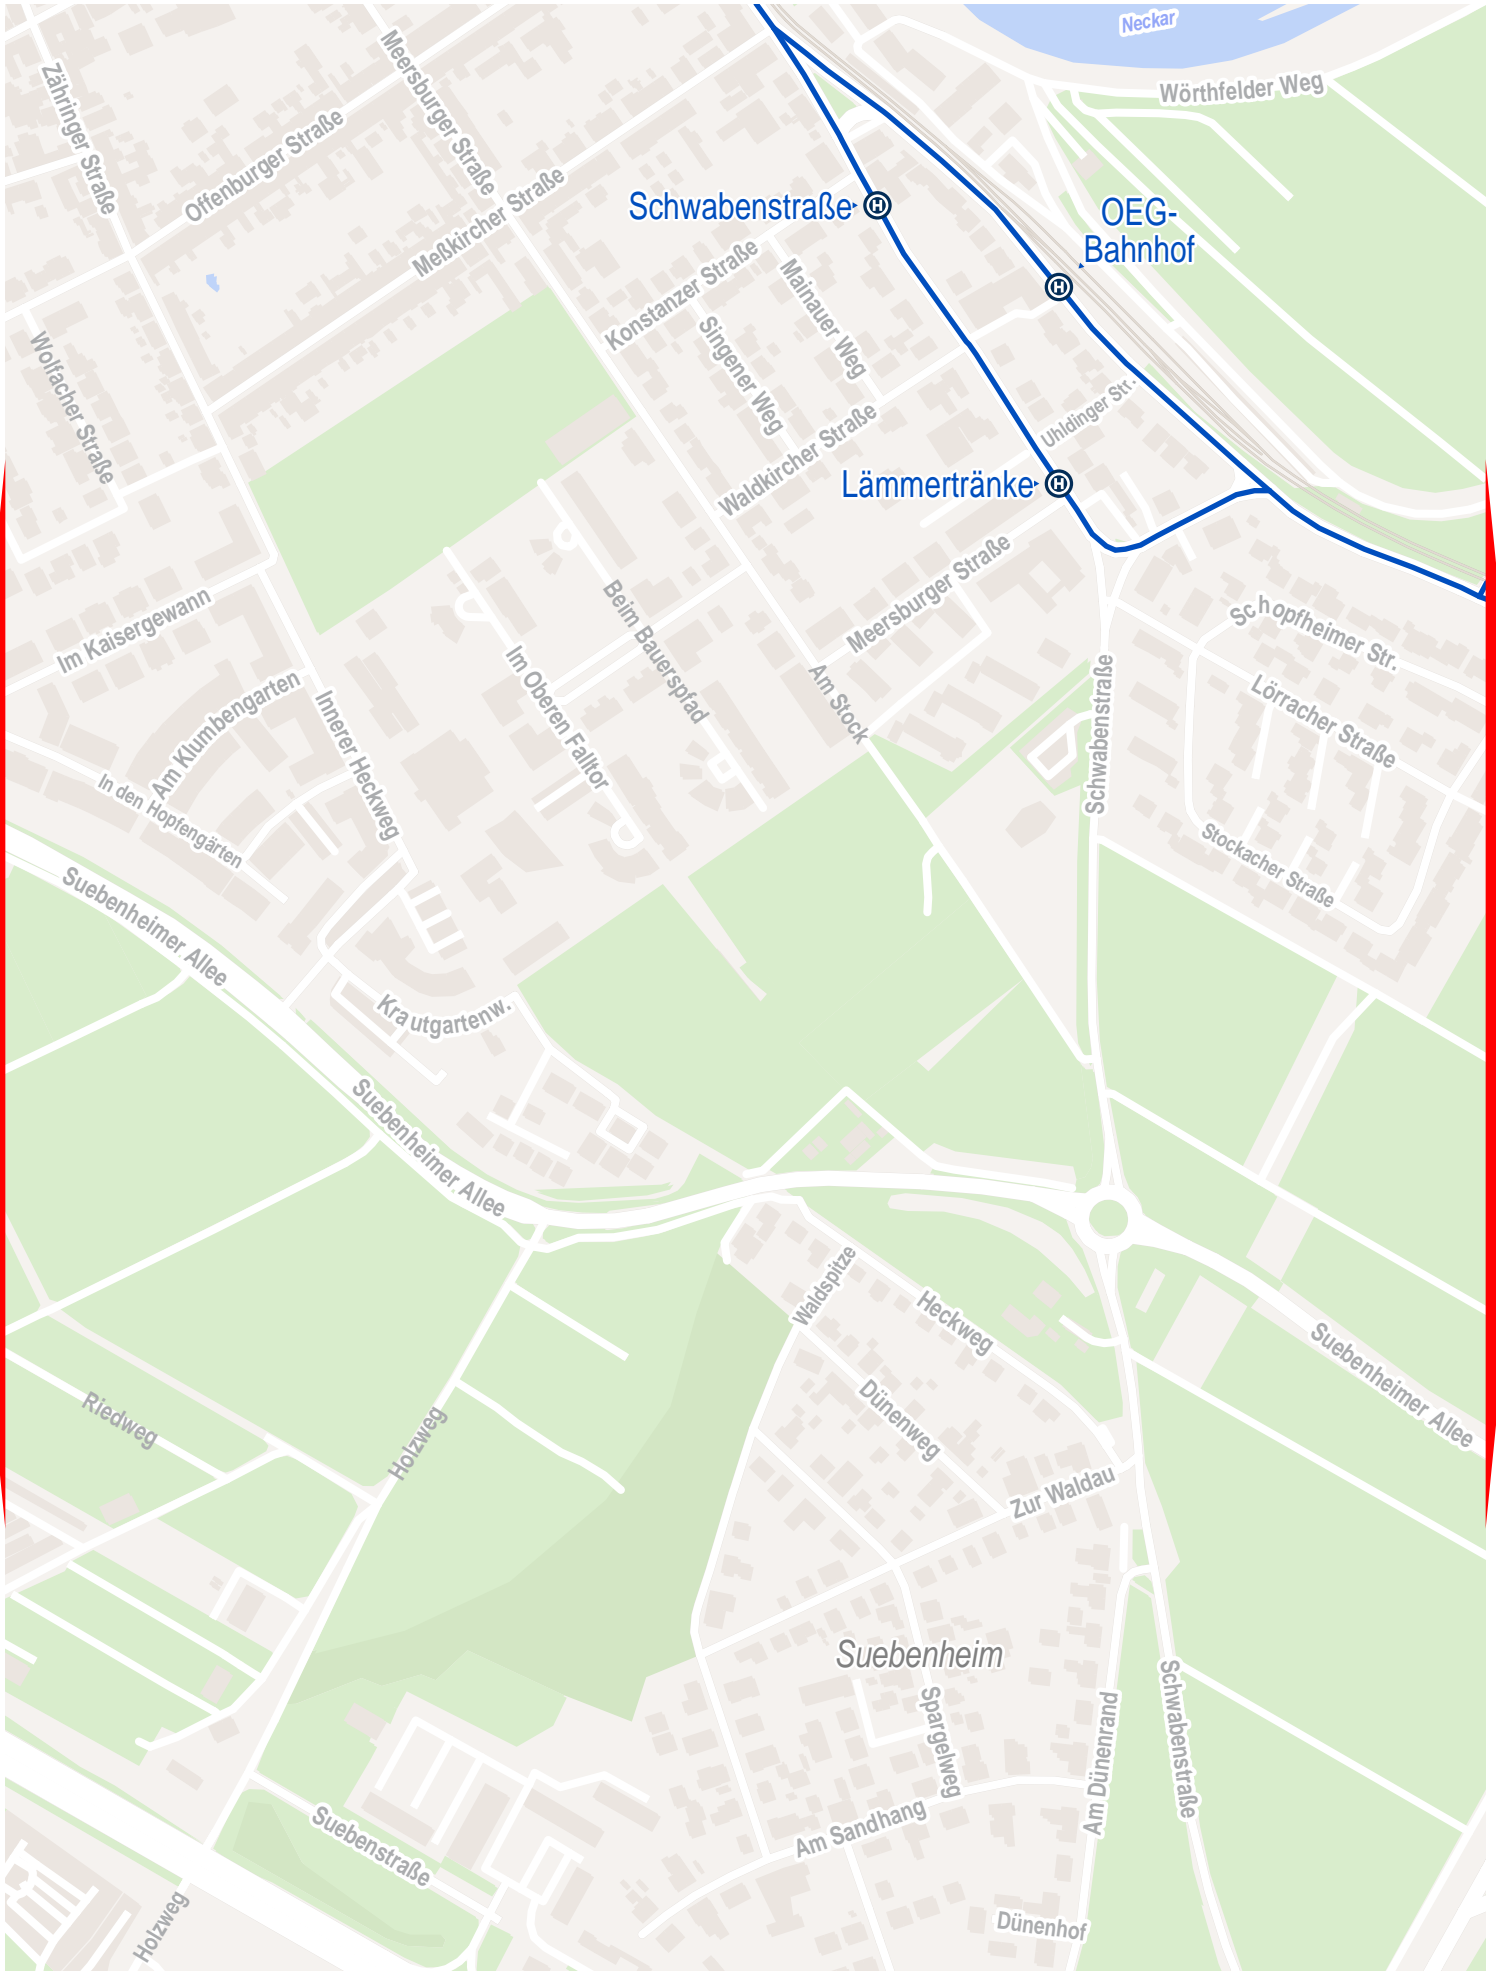 Neckar
Wörthfelder Weg
Zähringer Straße
Meersburger Straße
Offenburger Straße
Meßkircher Straße
Schwabenstraße
OEG-
Bahnhof
Konstanzer Straße
Mainauer Weg
Singener Weg
Wolfacher Straße
Uhldinger Str.
Waldkircher Straße
Lämmertränke
Meersburger Straße
Beim Bauerspfad
Im Kaisergewann
Schopfheimer Str.
Im Oberen Falltor
Am Stock
Schwabenstraße
Lörracher Straße
Am Klumbengarten
Innerer Heckweg
In den Hopfengärten
Stockacher Straße
Suebenheimer Allee
Krautgartenw.
Suebenheimer Allee
Waldspitze
Heckweg
Suebenheimer Allee
Dünenweg
Riedweg
Holzweg
Zur Waldau
Suebenheim
Spargelweg
Am Dünenrand
Schwabenstraße
Suebenstraße
Am Sandhang
Holzweg
Dünenhof
H
H
H